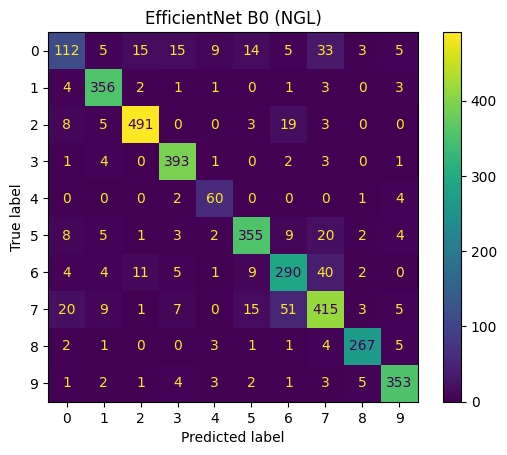 EfficientNet B0 (NGL)
0 112 5 15 15 9 14 5 33 3 5
1 4 356 2 1 1 0 1 3 0 3
2 8 5 491 0 0 3 19 3 0 0
3 1 4 0 393 1 0 2 3 0 1
4 0 0 0 2 60 0 0 0 1 4
5 8 5 1 3 2 355 9 20 2 4
6 4 4 11 5 1 9 290 40 2 0
7 20 9 1 7 0 15 51 415 3 5
8 2 1 0 0 3 1 1 4 267 5
9 1 2 1 4 3 2 1 3 5 353
0 1 2 3 4 5 6 7 8 9
Predicted label
True label
400
300
200
100
0